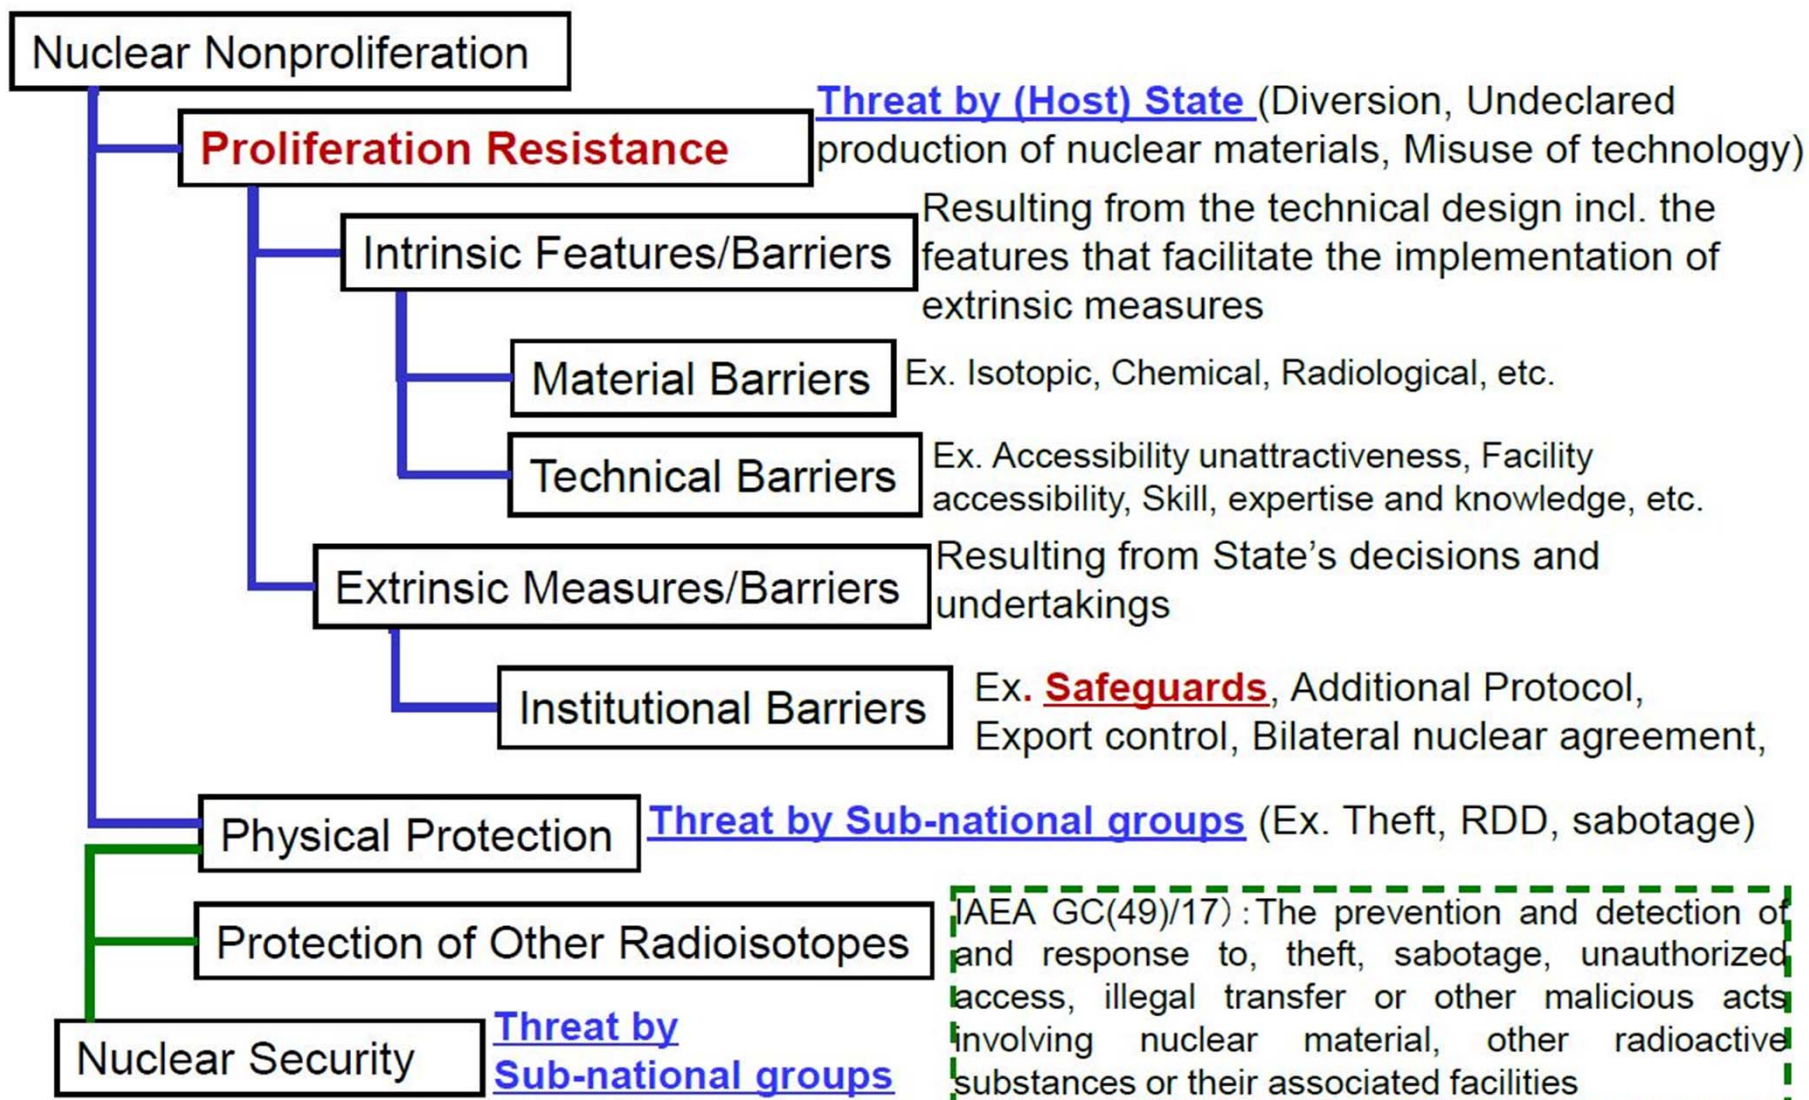 Nuclear Nonproliferation
Proliferation Resistance
Threat by (Host) State (Diversion, Undeclared
production of nuclear materials, Misuse of technology)
Intrinsic Features/Barriers
Resulting from the technical design incl. the
features that facilitate the implementation of
extrinsic measures
Material Barriers
Ex. Isotopic, Chemical, Radiological, etc.
Technical Barriers
Ex. Accessibility unattractiveness, Facility
accessibility, Skill, expertise and knowledge, etc.
Extrinsic Measures/Barriers
Resulting from State’s decisions and
undertakings
Institutional Barriers
Ex. Safeguards, Additional Protocol,
Export control, Bilateral nuclear agreement,
Physical Protection
Threat by Sub-national groups (Ex. Theft, RDD, sabotage)
Protection of Other Radioisotopes
IAEA GC(49)/17）:The prevention and detection of
and response to, theft, sabotage, unauthorized
access, illegal transfer or other malicious acts
involving nuclear material, other radioactive
substances or their associated facilities
Nuclear Security
Threat by
Sub-national groups